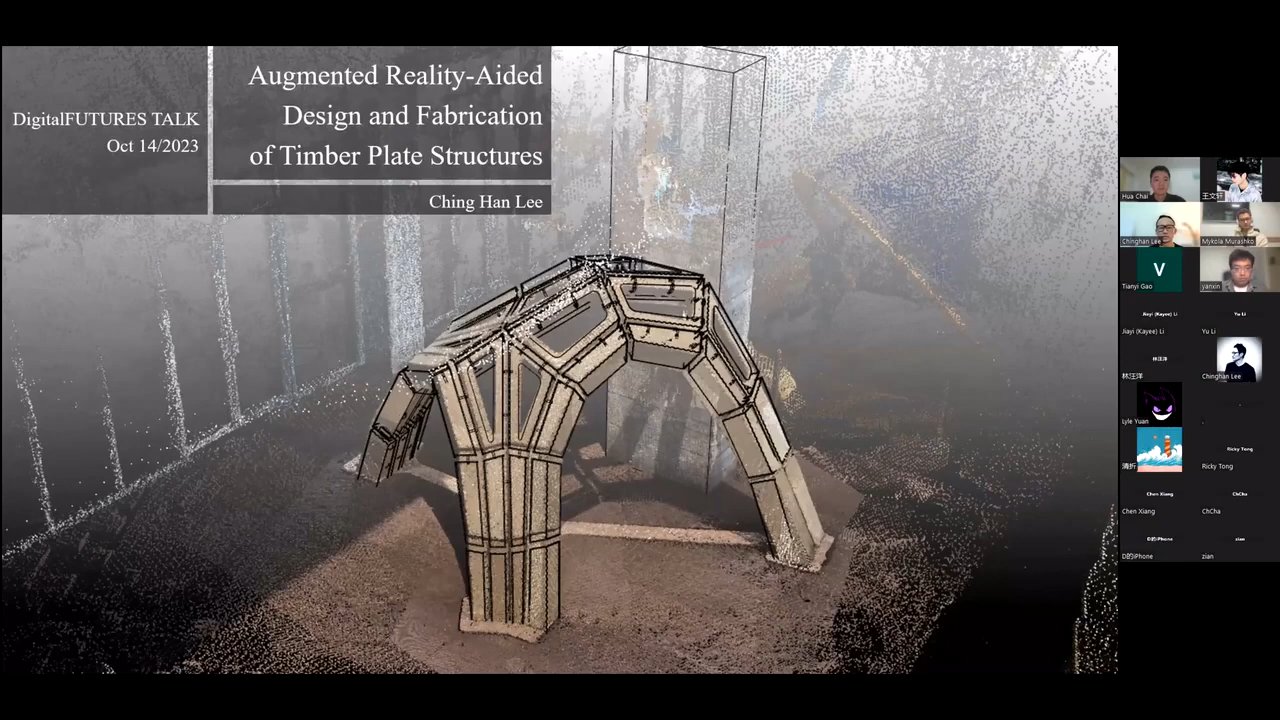 DigitalFUTURES TALK
Oct 14/2023
Augmented Reality-Aided
Design and Fabrication
of Timber Plate Structures
Ching Han Lee
Hua Chai
王文轩
Chinghan Lee
Mykola Murashko
V
Tianyi Gao
yanxin
Jiayi (Kayee) Li
Yu Li
Jiayi (Kayee) Li
Yu Li
林汪洋
林汪洋
Chinghan Lee
Lyle Yuan
清折
Ricky Tong
Ricky Tong
Chen Xiang
ChCha
Chen Xiang
ChCha
D的iPhone
zian
D的iPhone
zian